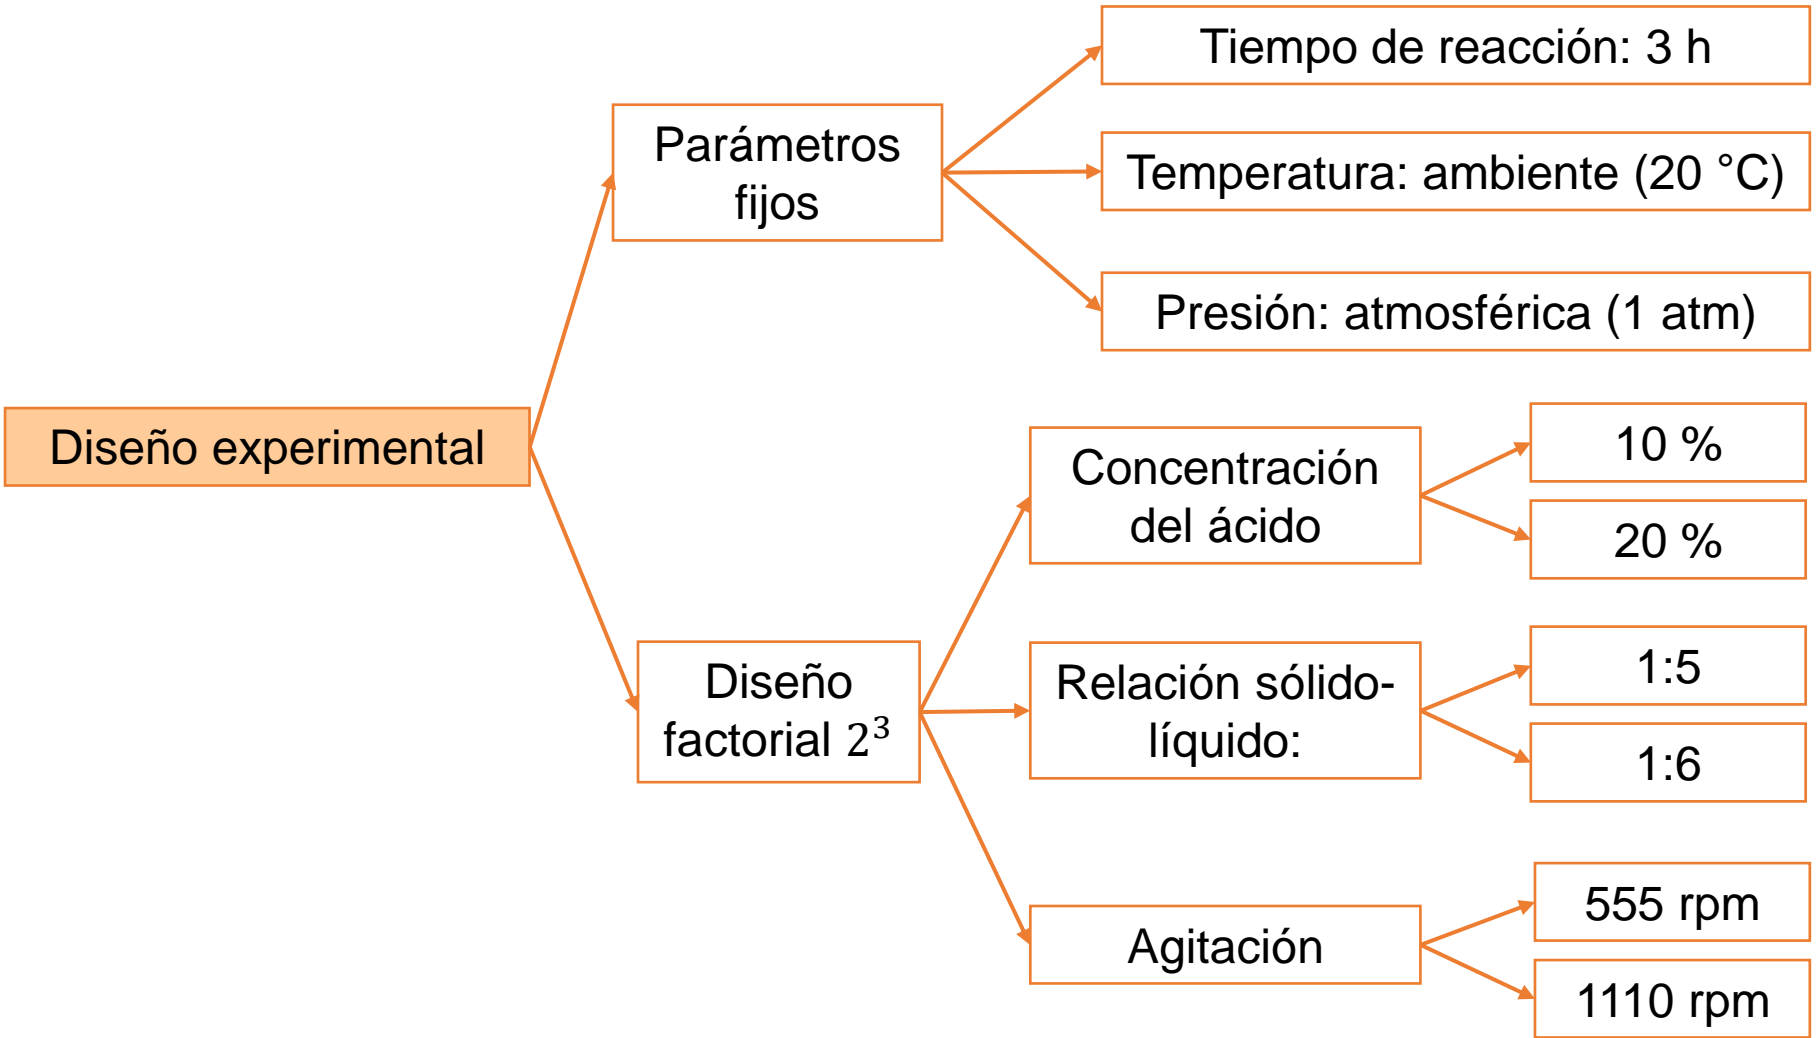 Tiempo de reacción: 3 h
Parámetros
fijos
Temperatura: ambiente (20 °C)
Presión: atmosférica (1 atm)
Diseño experimental
Concentración
del ácido
10 %
20 %
Diseño
factorial 2³
Relación sólido-
líquido:
1:5
1:6
Agitación
555 rpm
1110 rpm